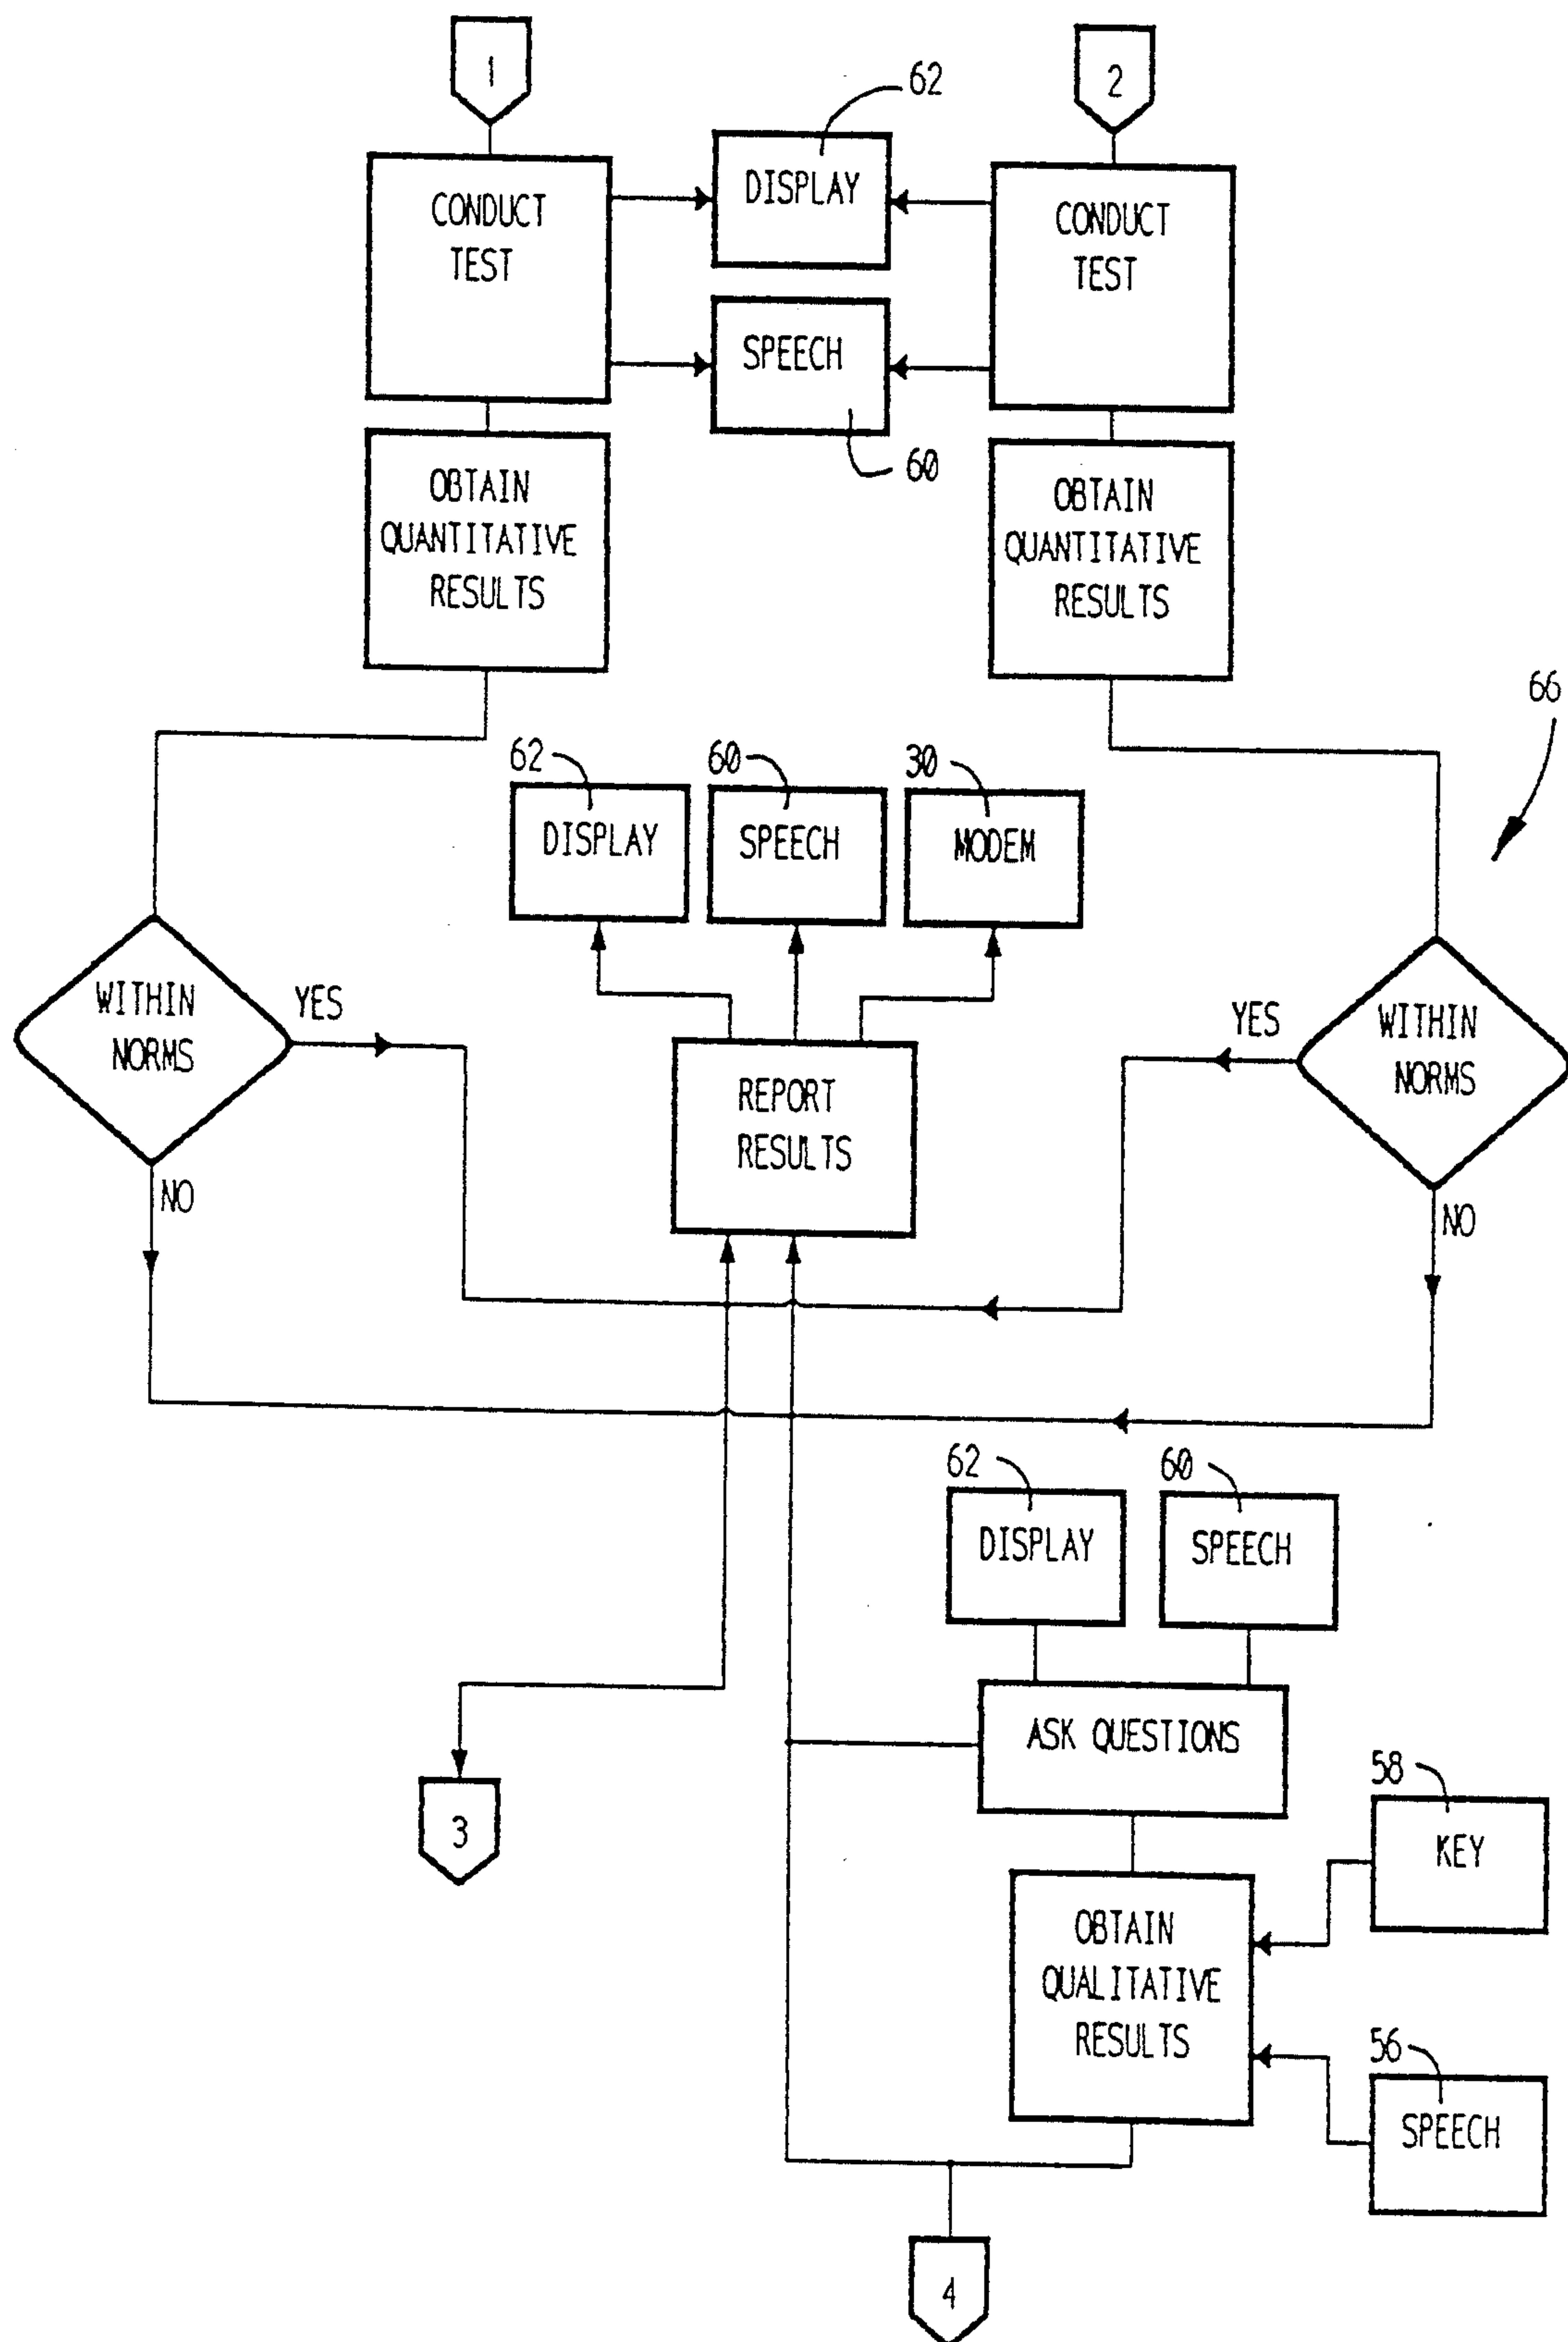 1
2
62
DISPLAY
CONDUCT
TEST
CONDUCT
TEST
SPEECH
60
OBTAIN
QUANTITATIVE
RESULTS
OBTAIN
QUANTITATIVE
RESULTS
66
62
60
30
DISPLAY
SPEECH
MODEM
WITHIN
NORMS
YES
NO
YES
WITHIN
NORMS
NO
REPORT
RESULTS
62
60
DISPLAY
SPEECH
ASK QUESTIONS
3
58
KEY
OBTAIN
QUALITATIVE
RESULTS
56
SPEECH
4